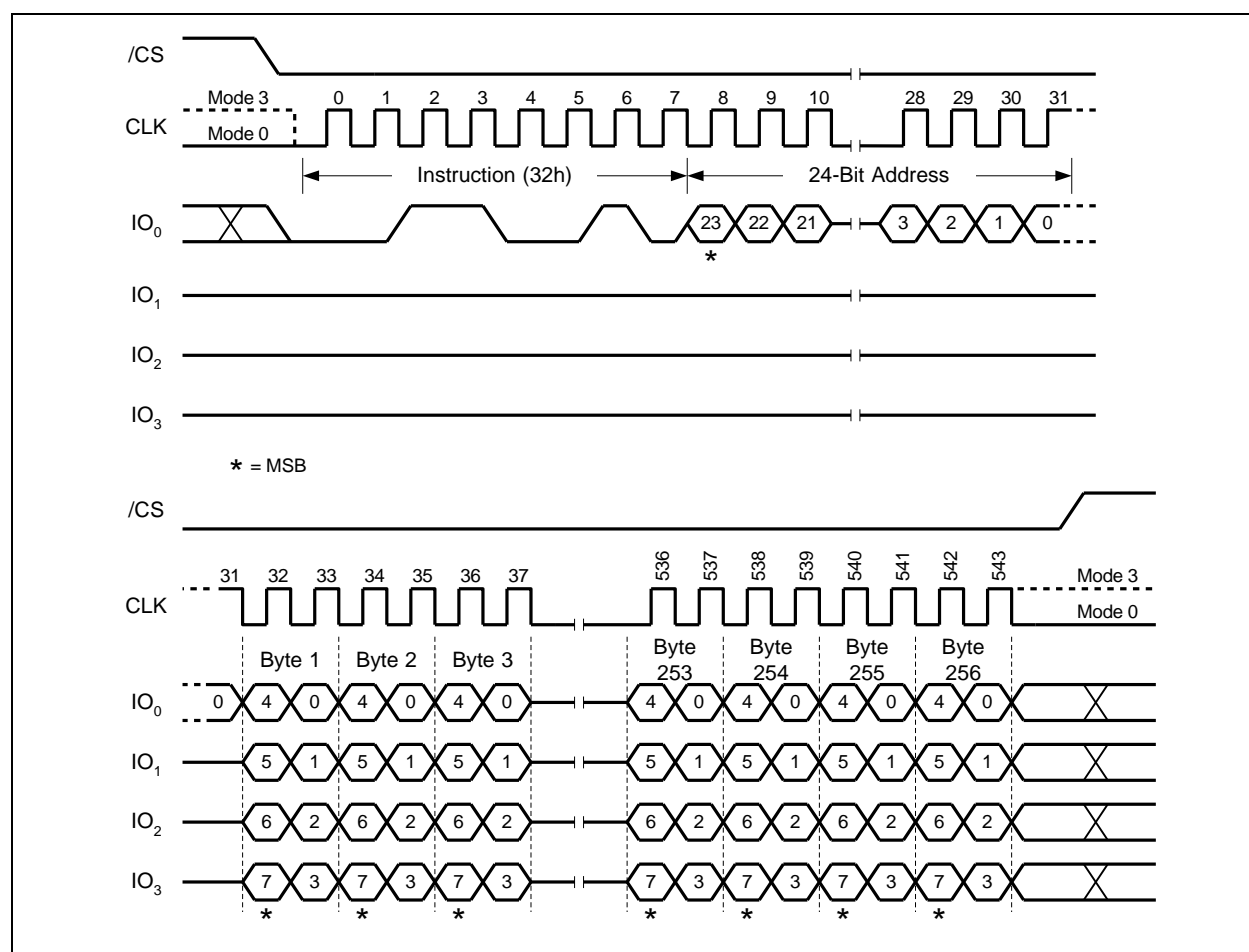 /CS
Mode 3 0 1 2 3 4 5 6 7 8 9 10 28 29 30 31
CLK
Mode 0
Instruction (32h) 24-Bit Address
IO0 23 22 21 3 2 1 0
*
IO1
IO2
IO3
* = MSB
/CS
31 32 33 34 35 36 37 536 537 538 539 540 541 542 543 Mode 3
CLK
Mode 0
Byte 1 Byte 2 Byte 3 Byte 253 Byte 254 Byte 255 Byte 256
IO0 0 4 0 4 0 4 0 4 0 4 0 4 0 4 0
IO1 5 1 5 1 5 1 5 1 5 1 5 1 5 1
IO2 6 2 6 2 6 2 6 2 6 2 6 2 6 2
IO3 7 3 7 3 7 3 7 3 7 3 7 3 7 3
* * * * * * *